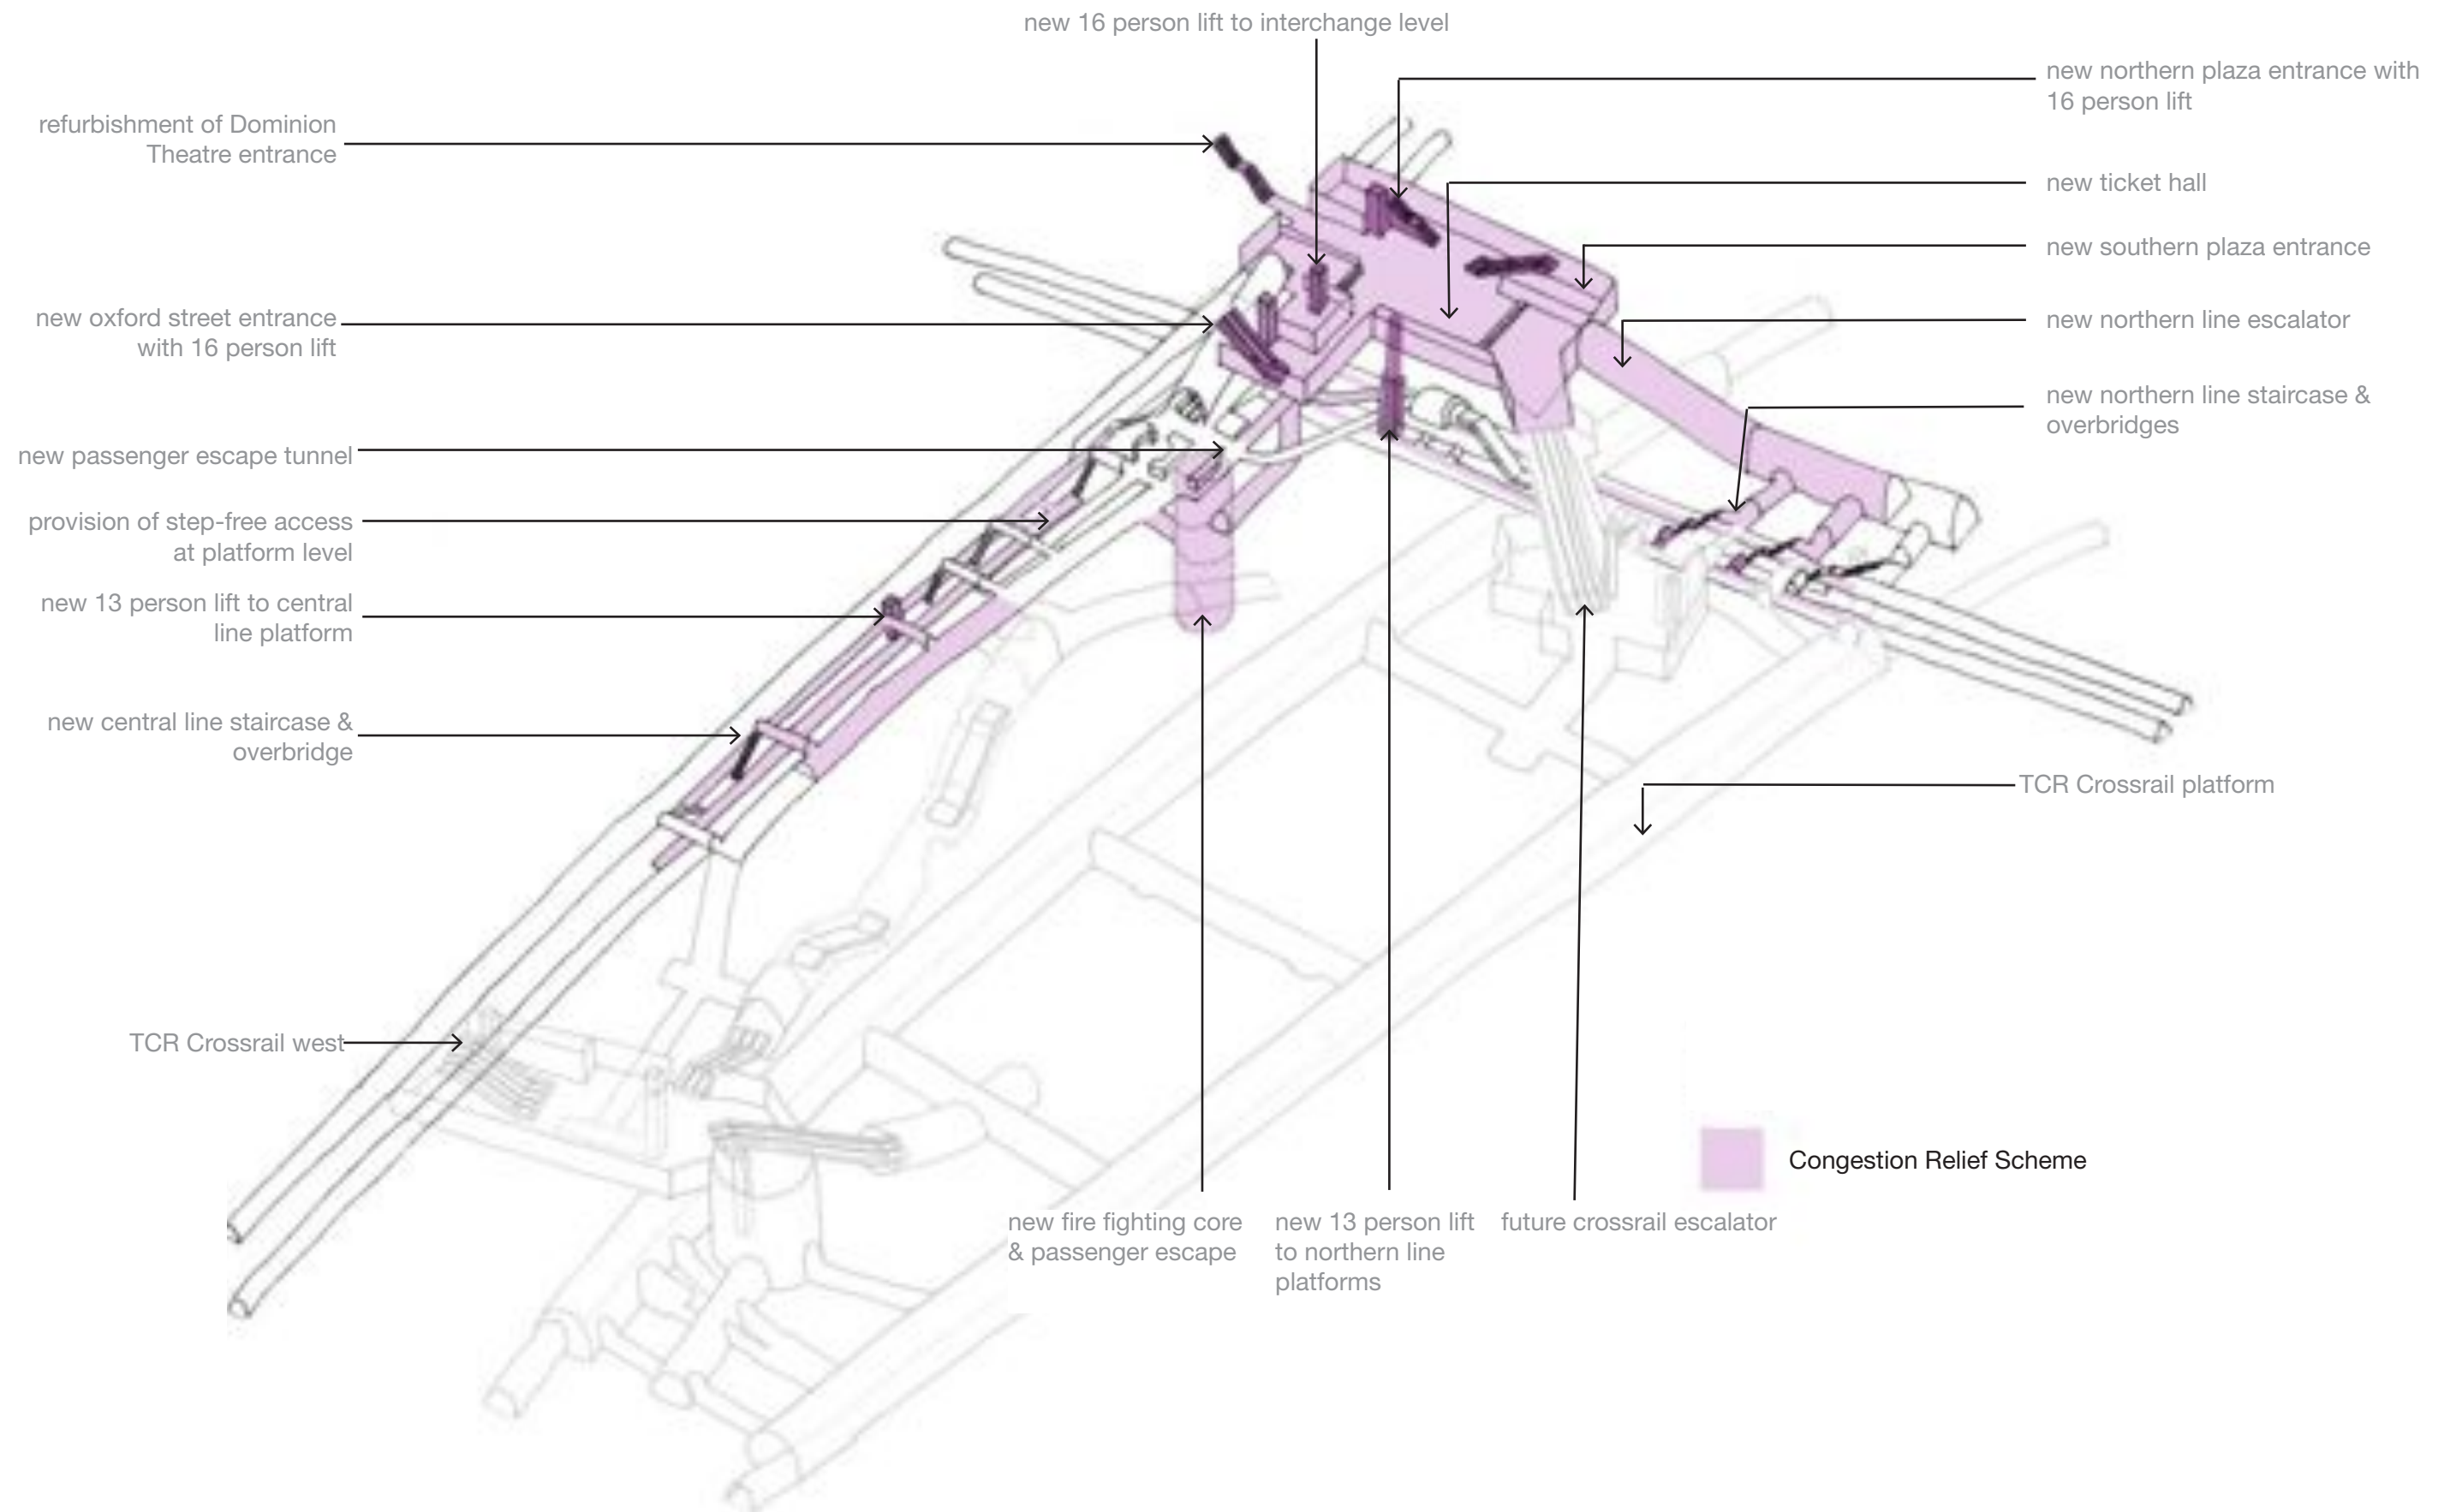 new 16 person lift to interchange level
new northern plaza entrance with
16 person lift
refurbishment of Dominion
Theatre entrance
new ticket hall
new southern plaza entrance
new oxford street entrance
with 16 person lift
new northern line escalator
new northern line staircase &
overbridges
new passenger escape tunnel
provision of step-free access
at platform level
new 13 person lift to central
line platform
new central line staircase &
overbridge
TCR Crossrail platform
TCR Crossrail west
Congestion Relief Scheme
new fire fighting core
& passenger escape
new 13 person lift
to northern line
platforms
future crossrail escalator